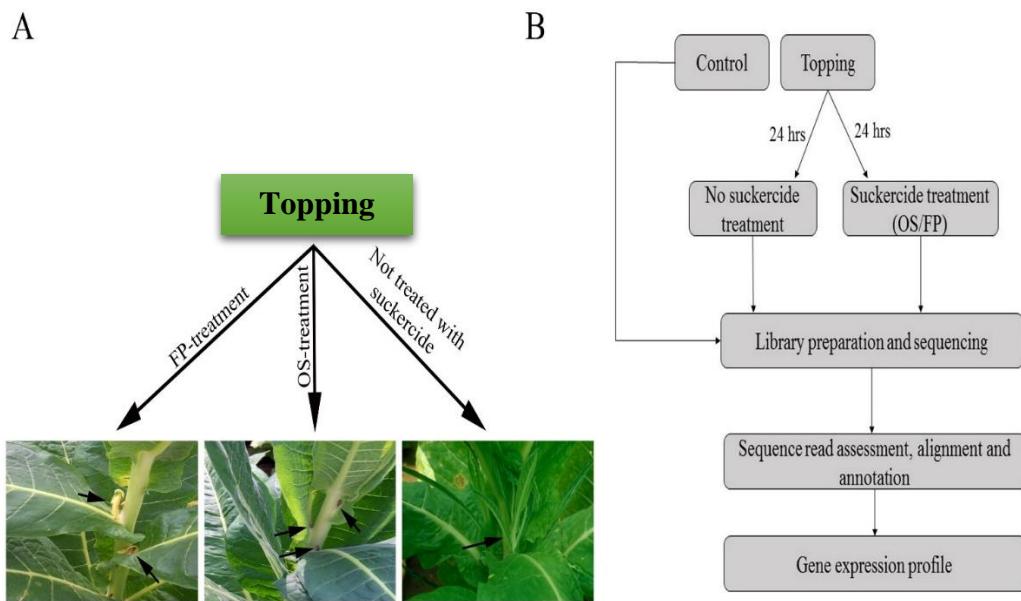 A
Topping
FP-treatment
OS-treatment
Not treated with
suckercide
B
Control
Topping
24 hrs
24 hrs
No suckercide
treatment
Suckercide treatment
(OS/FP)
Library preparation and sequencing
Sequence read assessment, alignment and
annotation
Gene expression profile